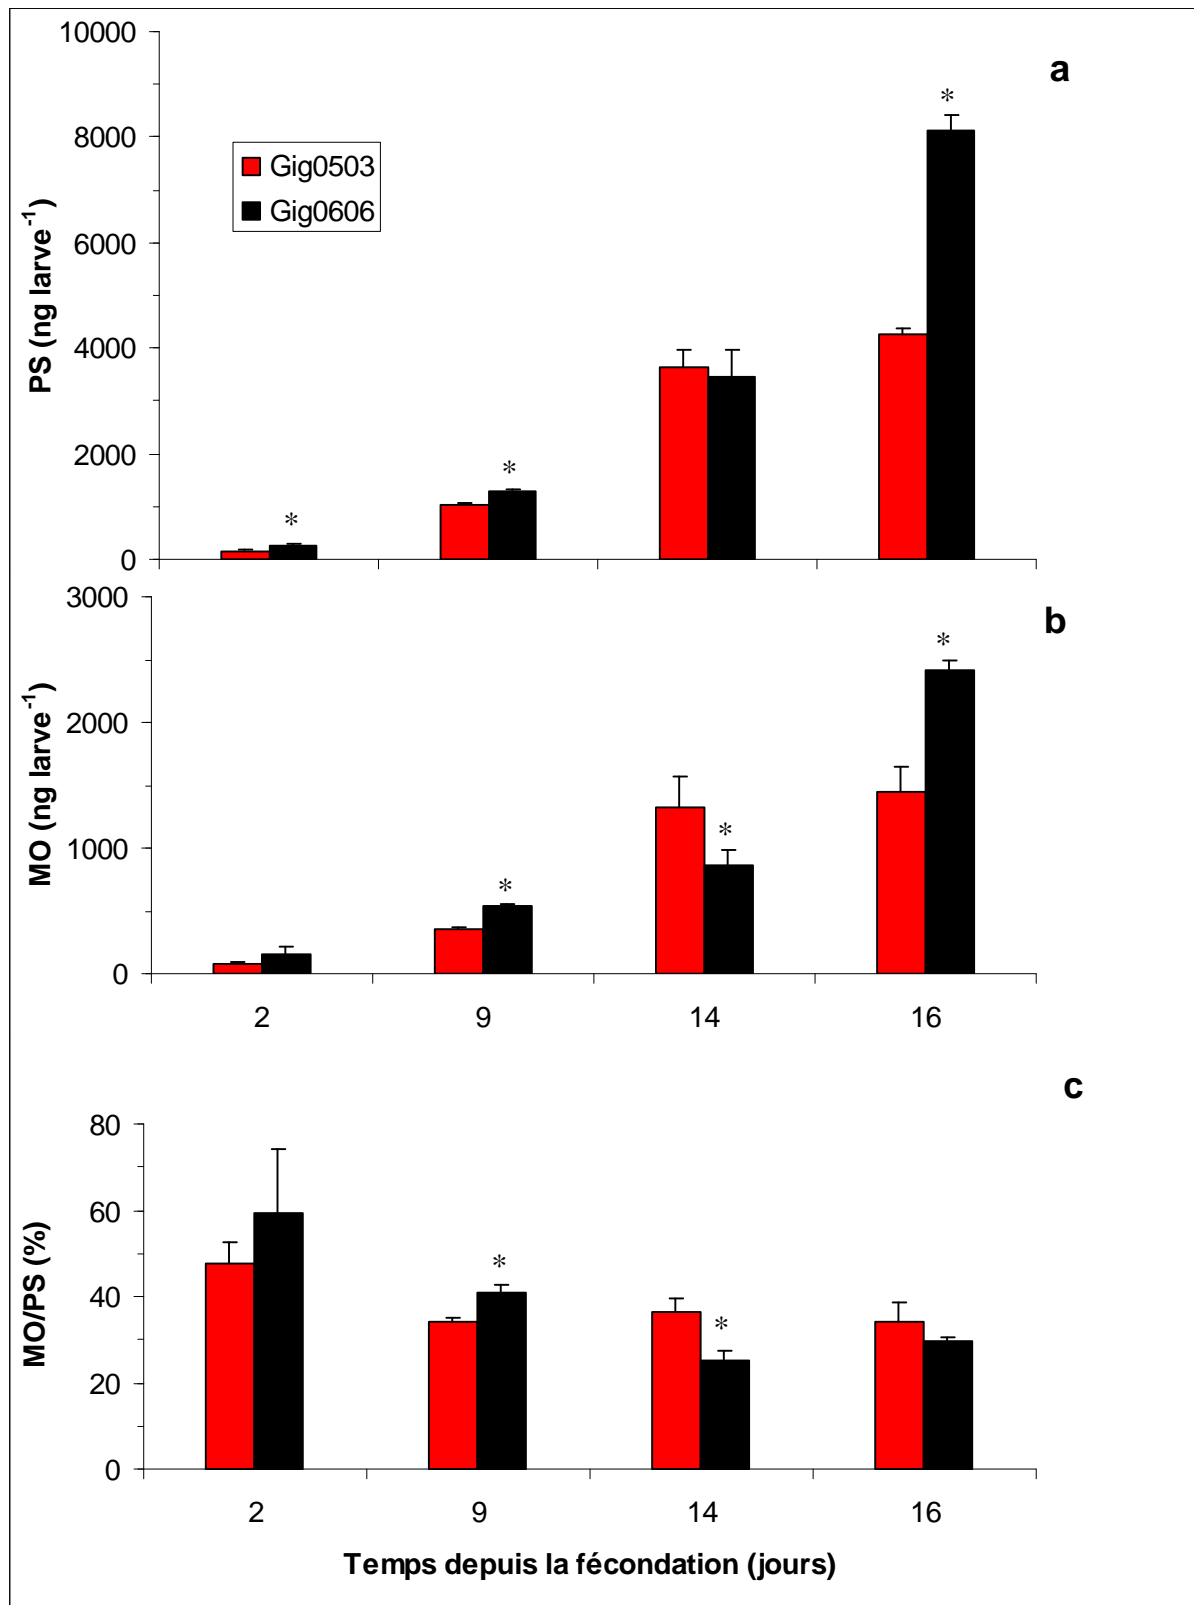 a
10000
8000
6000
4000
2000
0
PS (ng larve-1)
Gig0503
Gig0606
*
*
*
b
3000
2000
1000
0
MO (ng larve-1)
*
*
*
2 9 14 16
c
80
60
40
20
0
MO/PS (%)
*
*
2 9 14 16
Temps depuis la fécondation (jours)